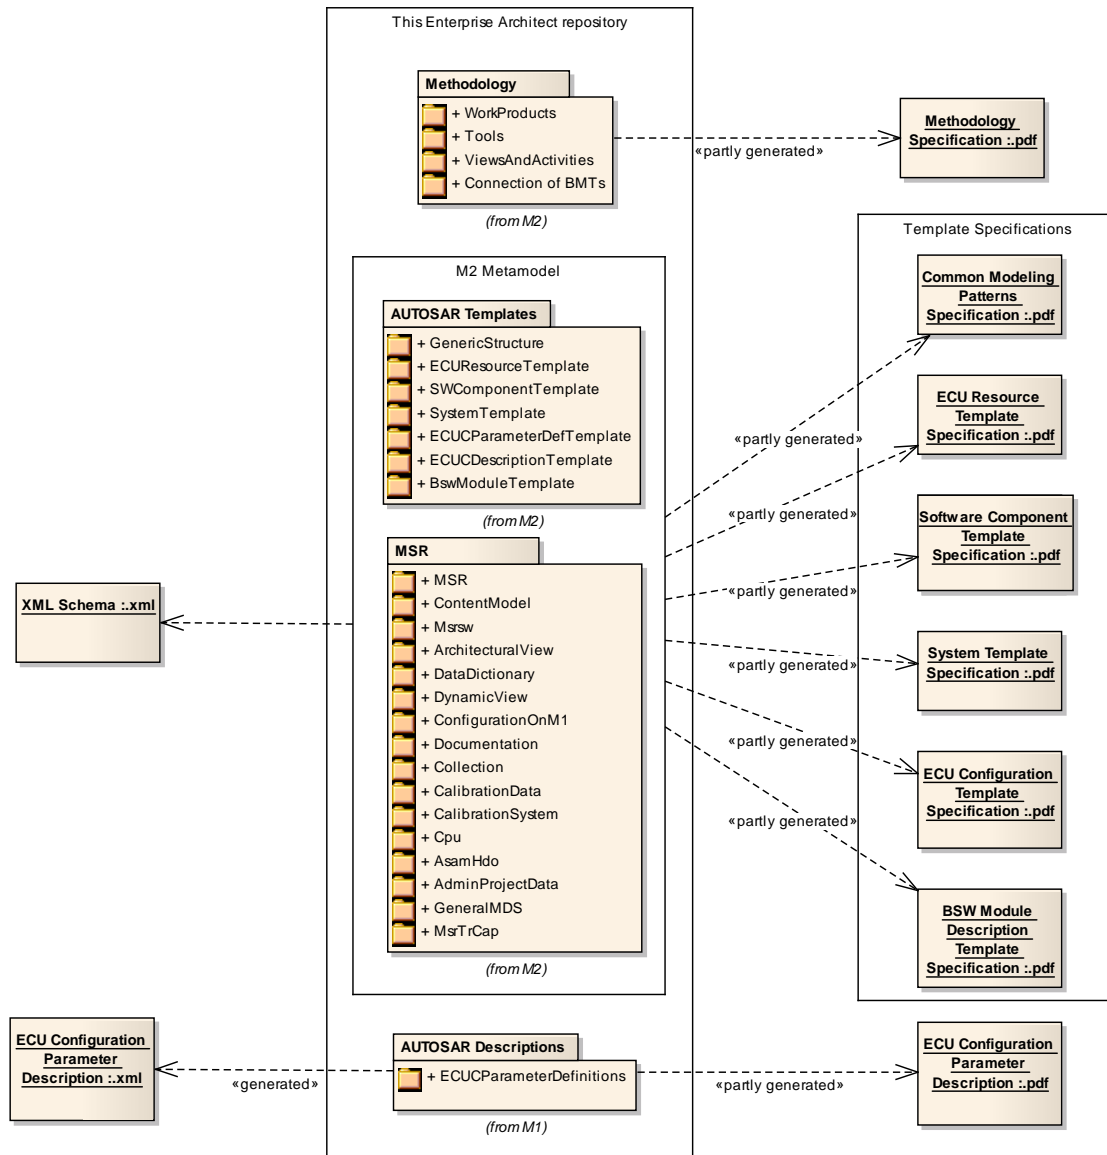 This Enterprise Architect repository
Methodology
+ WorkProducts
+ Tools
+ ViewsAndActivities
+ Connection of BMTs
(from M2)
«partly generated»
Methodology
Specification :.pdf
M2 Metamodel
AUTOSAR Templates
+ GenericStructure
+ ECUResourceTemplate
+ SWComponentTemplate
+ SystemTemplate
+ ECUCParameterDefTemplate
+ ECUCDescriptionTemplate
+ BswModuleTemplate
(from M2)
MSR
+ MSR
+ ContentModel
+ Msrsw
+ ArchitecturalView
+ DataDictionary
+ DynamicView
+ ConfigurationOnM1
+ Documentation
+ Collection
+ CalibrationData
+ CalibrationSystem
+ Cpu
+ AsamHdo
+ AdminProjectData
+ GeneralMDS
+ MsrTrCap
(from M2)
XML Schema :.xml
«partly generated»
«partly generated»
«partly generated»
«partly generated»
«partly generated»
«partly generated»
Template Specifications
Common Modeling
Patterns
Specification :.pdf
ECU Resource
Template
Specification :.pdf
Software Component
Template
Specification :.pdf
System Template
Specification :.pdf
ECU Configuration
Template
Specification :.pdf
BSW Module
Description
Template
Specification :.pdf
ECU Configuration
Parameter
Description :.xml
«generated»
AUTOSAR Descriptions
+ ECUCParameterDefinitions
(from M1)
«partly generated»
ECU Configuration
Parameter
Description :.pdf